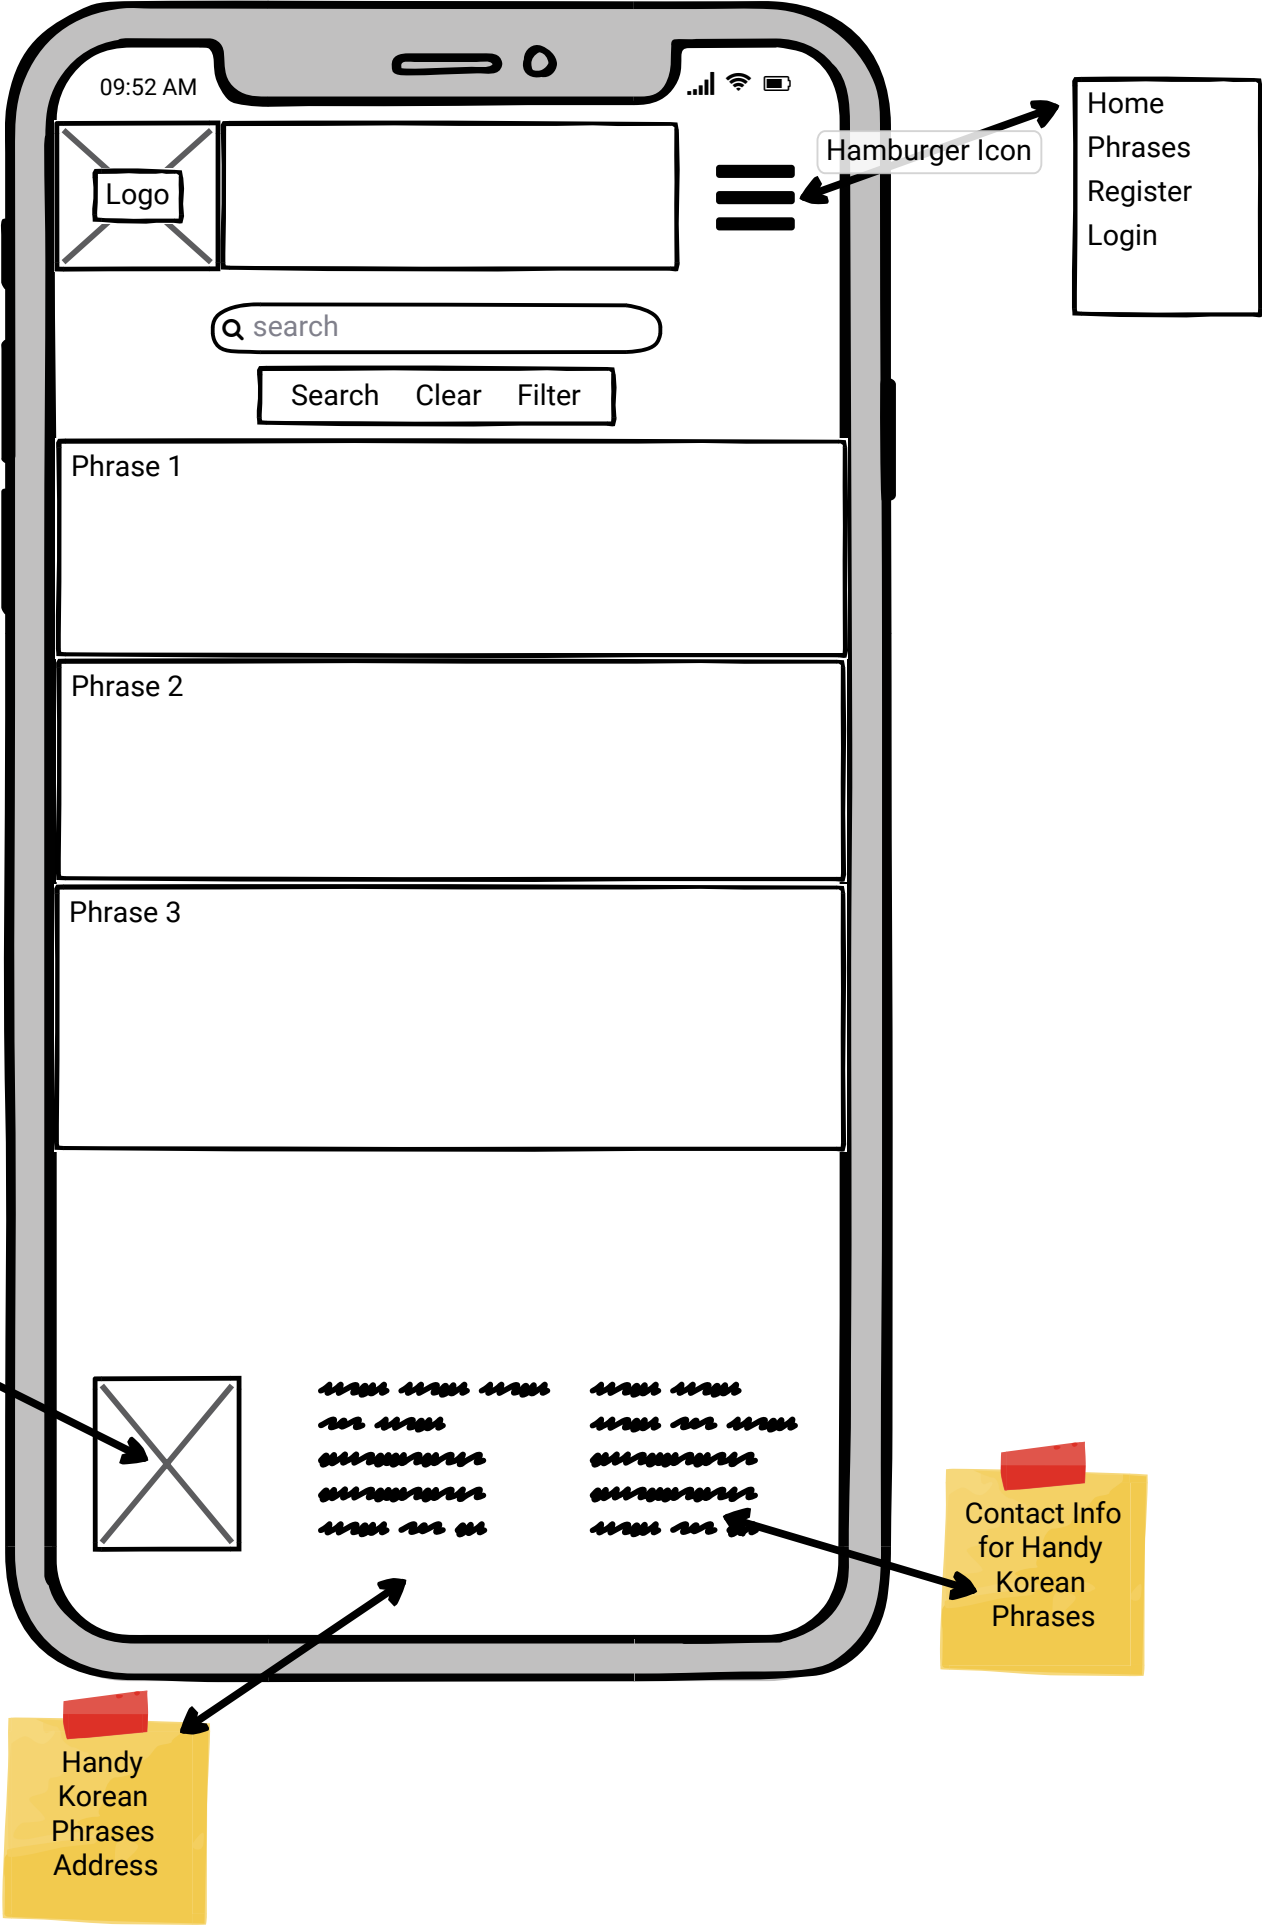 09:52 AM
Logo
Hamburger Icon
Home
Phrases
Register
Login
search
Search Clear Filter
Phrase 1
Phrase 2
Phrase 3
Contact Info
for Handy
Korean
Phrases
Handy
Korean
Phrases
Address